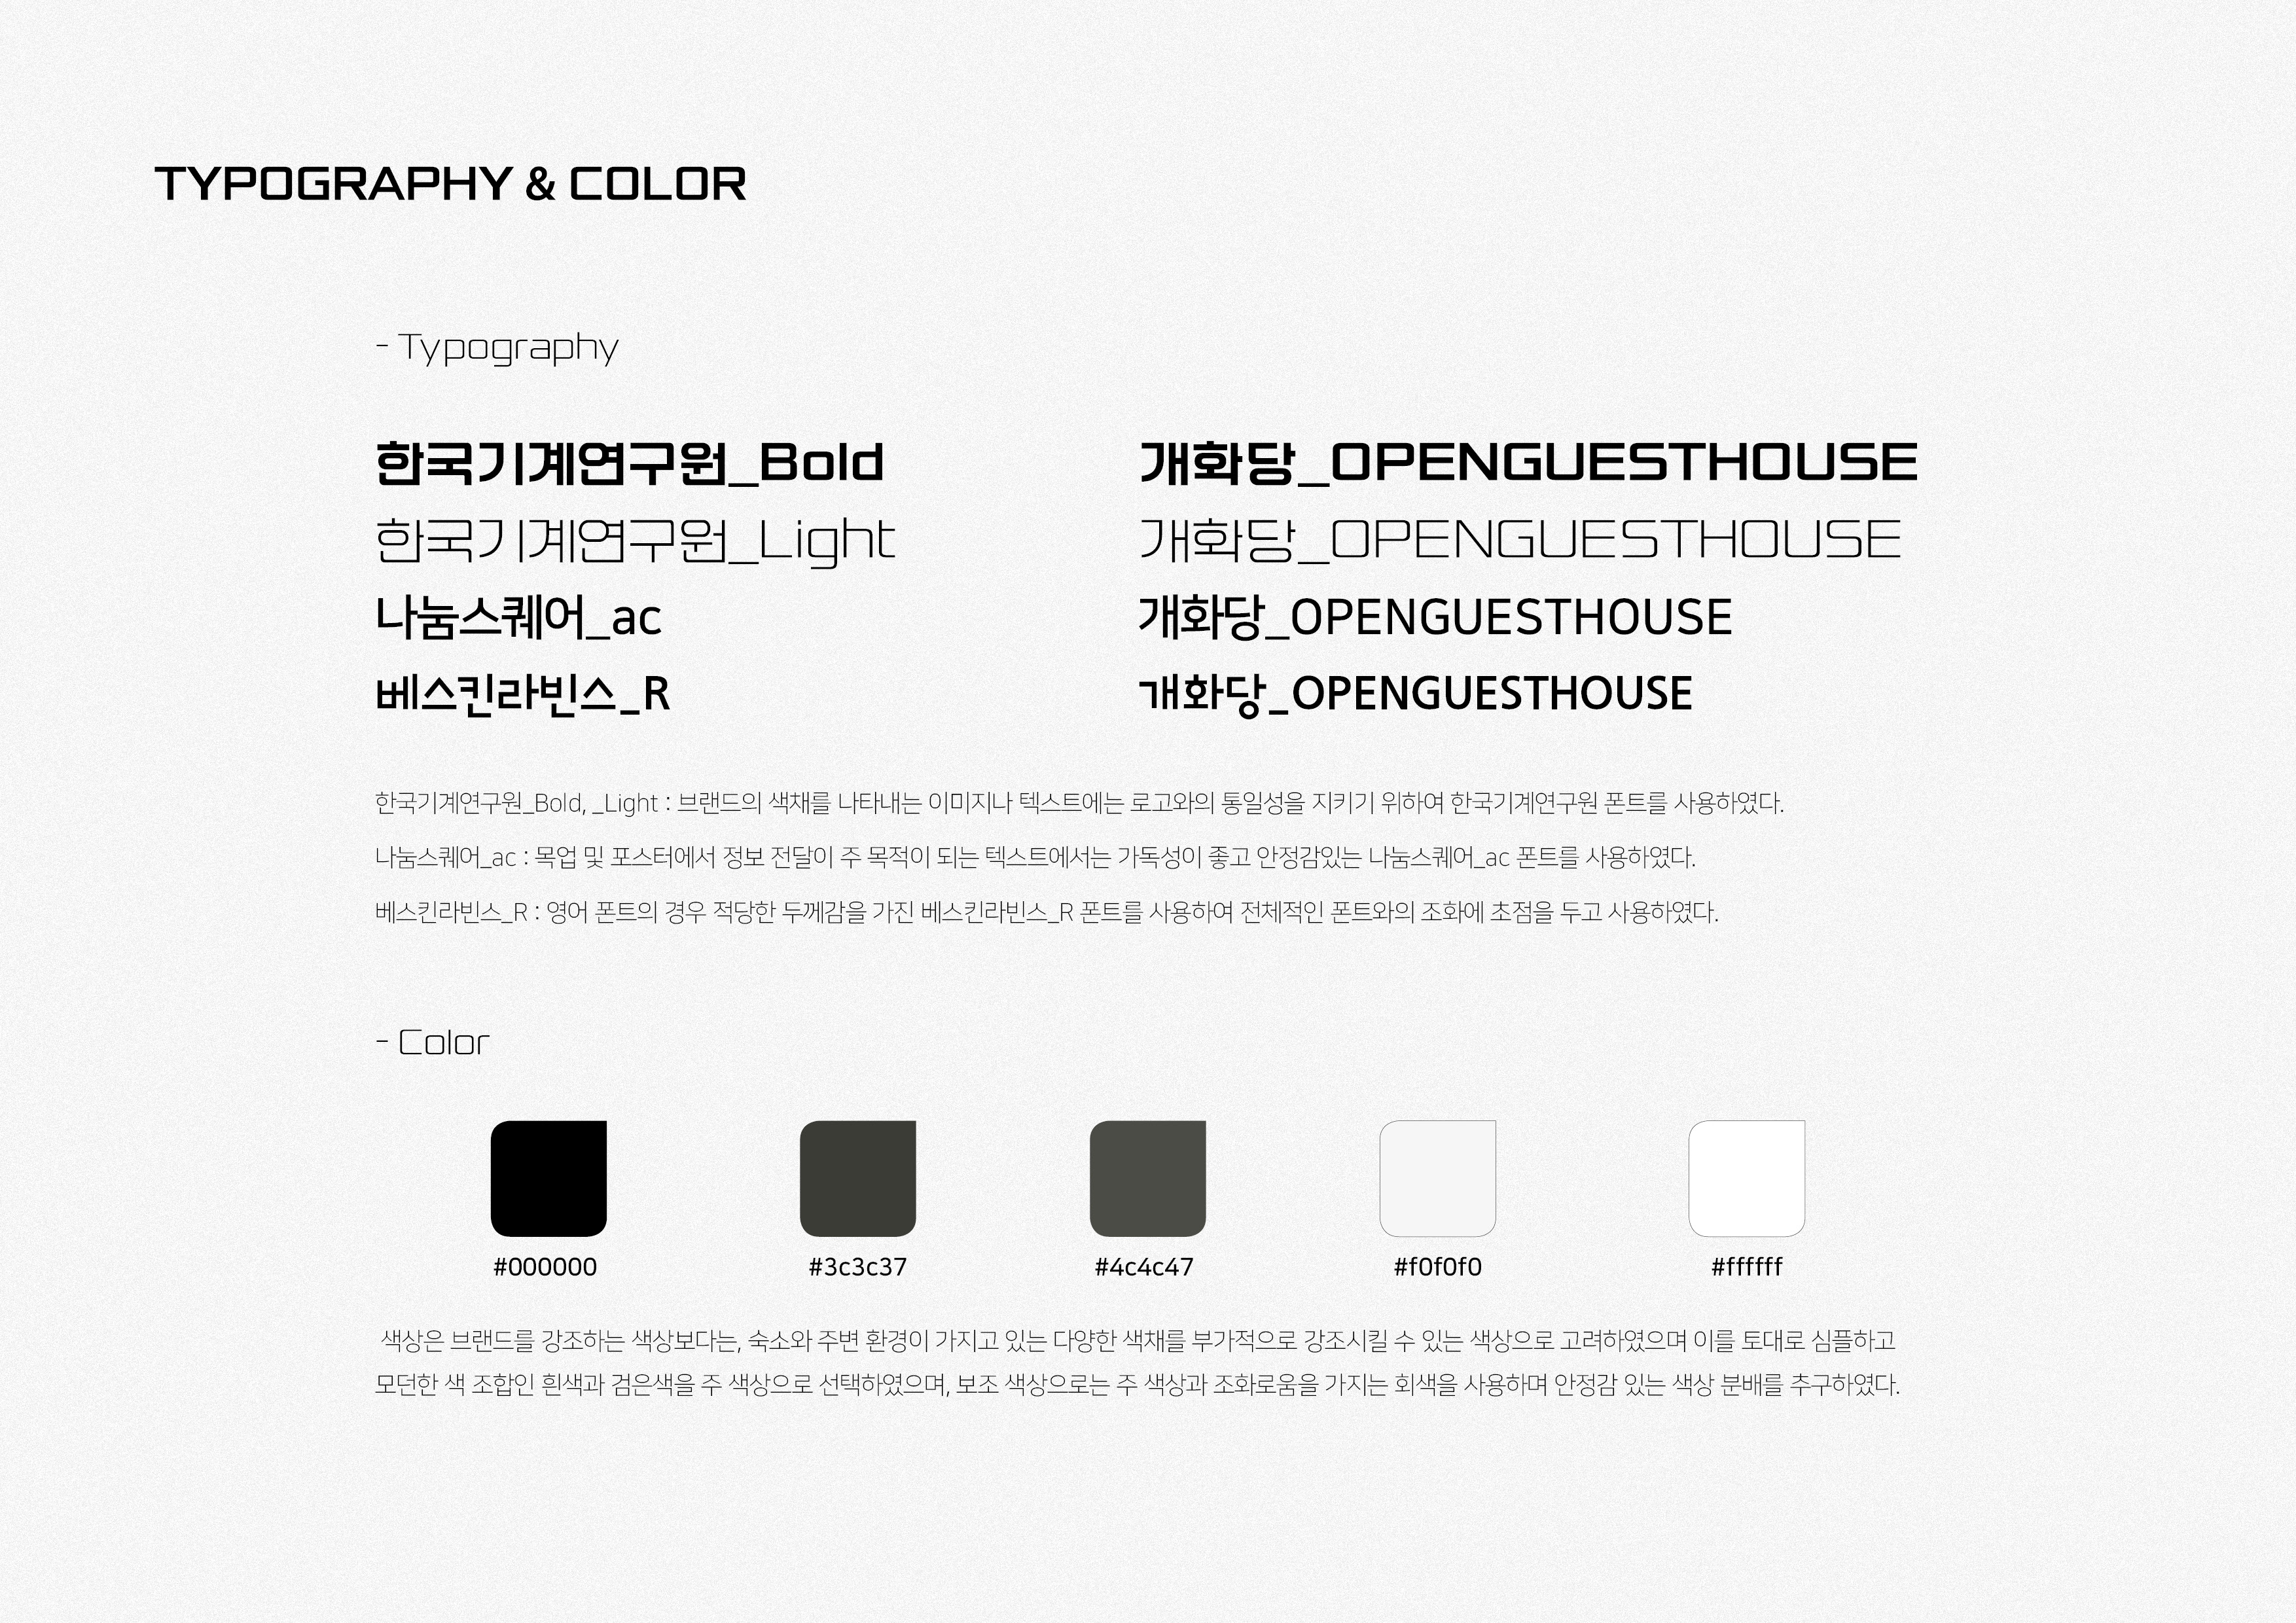 TYPOGRAPHY & COLOR
- Typography
한국기계연구원_Bold
개화당_OPENGUESTHOUSE
한국기계연구원_Light
개화당_OPENGUESTHOUSE
나눔스퀘어_ac
개화당_OPENGUESTHOUSE
베스킨라빈스_R
개화당_OPENGUESTHOUSE
한국기계연구원_Bold, _Light : 브랜드의 색채를 나타내는 이미지나 텍스트에는 로고와의 통일성을 지키기 위하여 한국기계연구원 폰트를 사용하였다.
나눔스퀘어_ac : 목업 및 포스터에서 정보 전달이 주 목적이 되는 텍스트에서는 가독성이 좋고 안정감있는 나눔스퀘어_ac 폰트를 사용하였다.
베스킨라빈스_R : 영어 폰트의 경우 적당한 두께감을 가진 베스킨라빈스_R 폰트를 사용하여 전체적인 폰트와의 조화에 초점을 두고 사용하였다.
- Color
#000000
#3c3c37
#4c4c47
#f0f0f0
#ffffff
색상은 브랜드를 강조하는 색상보다는, 숙소와 주변 환경이 가지고 있는 다양한 색채를 부가적으로 강조시킬 수 있는 색상으로 고려하였으며 이를 토대로 심플하고
모던한 색 조합인 흰색과 검은색을 주 색상으로 선택하였으며, 보조 색상으로는 주 색상과 조화로움을 가지는 회색을 사용하며 안정감 있는 색상 분배를 추구하였다.